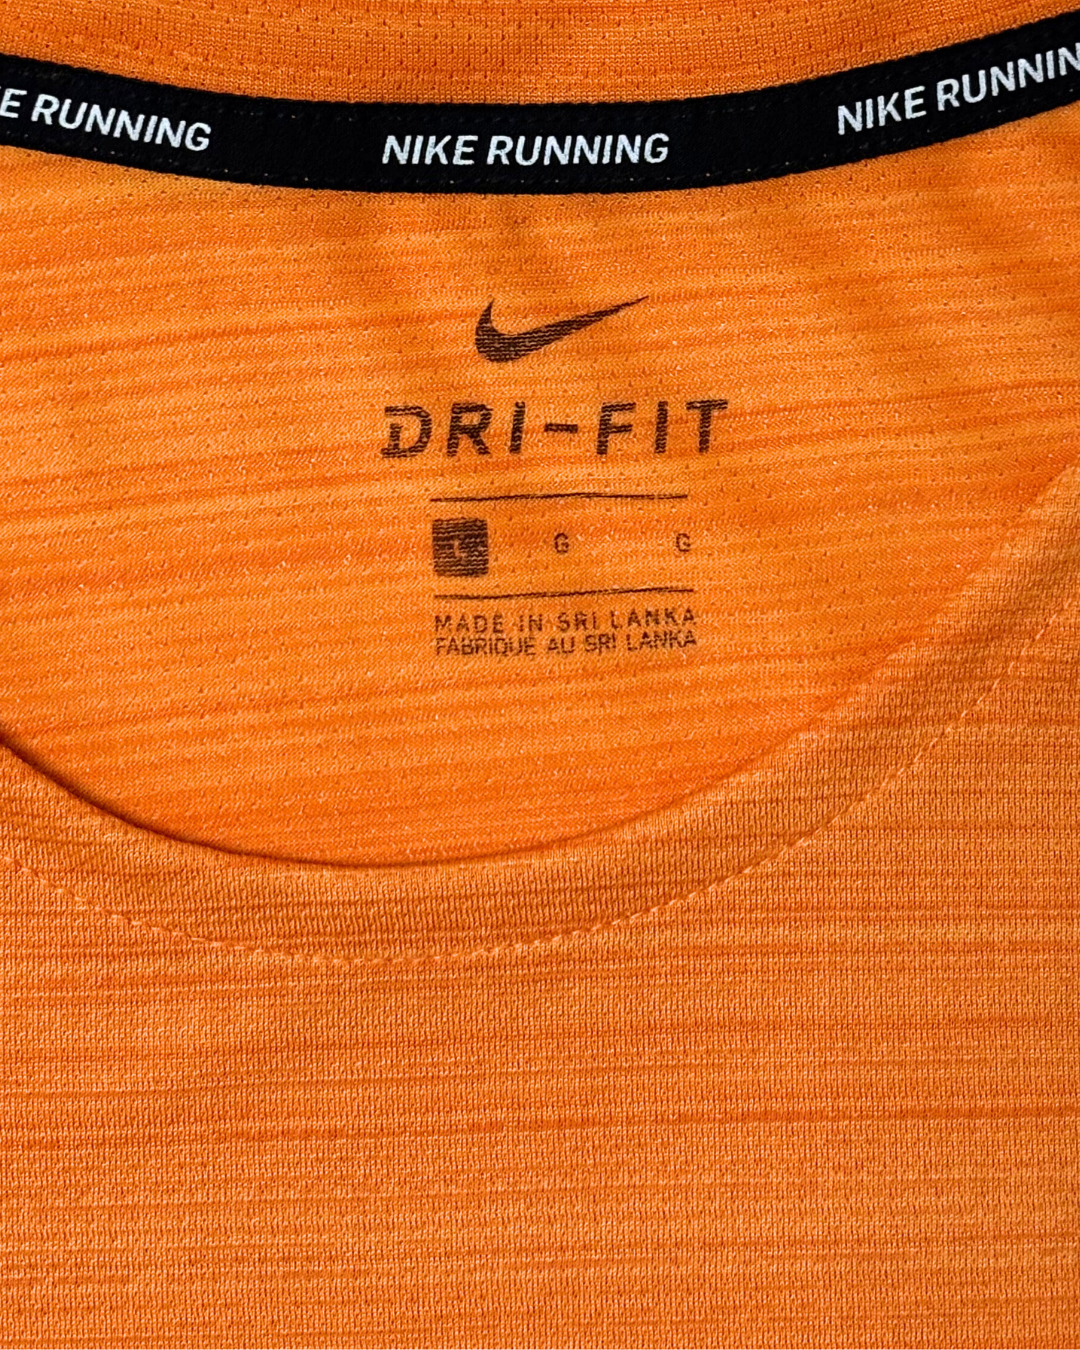 E RUNNING
NIKE RUNNING
NIKE RUNNIN
DRI-FIT
L G G
MADE IN SRI LANKA
FABRIQUE AU SRI LANKA